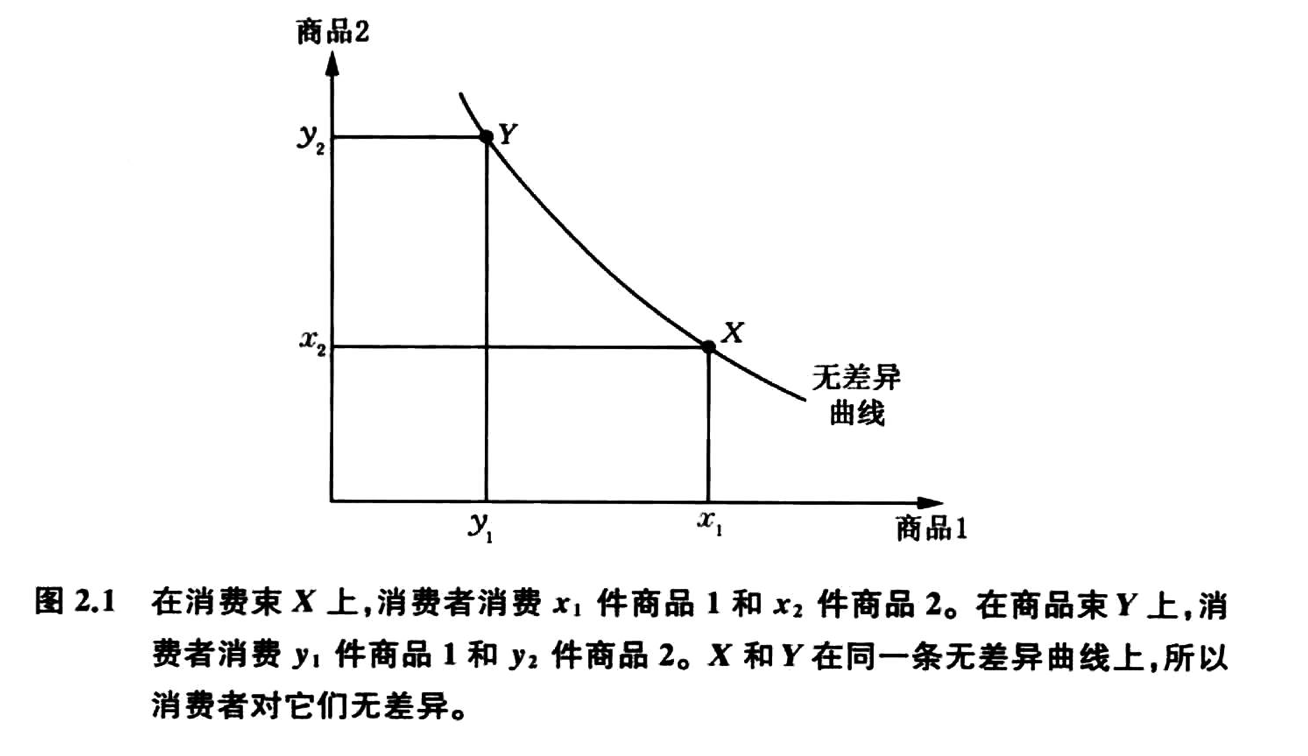 商品2
y₂
Y
x₂
X
无差异
曲线
y₁
x₁
商品1
图 2.1 在消费束 X 上,消费者消费 x₁ 件商品 1 和 x₂ 件商品 2。在商品束 Y 上,消
费者消费 y₁ 件商品 1 和 y₂ 件商品 2。X 和 Y 在同一条无差异曲线上,所以
消费者对它们无差异。